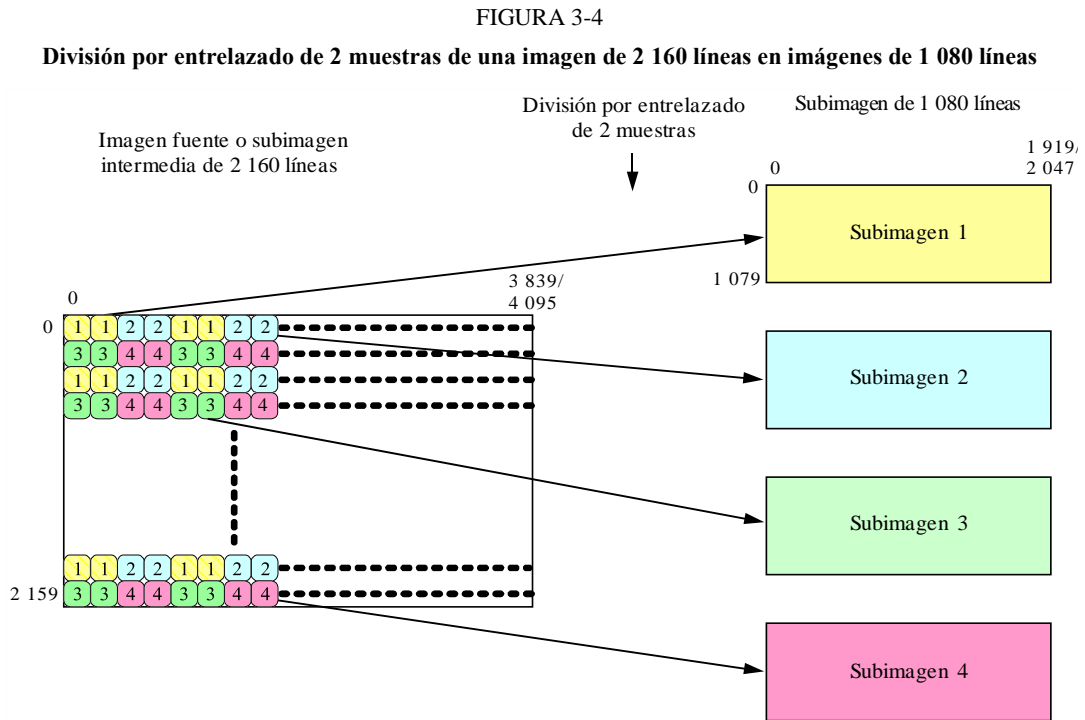 FIGURA 3-4
División por entrelazado de 2 muestras de una imagen de 2 160 líneas en imágenes de 1 080 líneas
Imagen fuente o subimagen
intermedia de 2 160 líneas
División por entrelazado
de 2 muestras
Subimagen de 1 080 líneas
0
1 919/
2 047
0
Subimagen 1
1 079
0
3 839/
4 095
0
1 1 2 2 1 1 2 2
3 3 4 4 3 3 4 4
1 1 2 2 1 1 2 2
3 3 4 4 3 3 4 4
Subimagen 2
Subimagen 3
1 1 2 2 1 1 2 2
2 159
3 3 4 4 3 3 4 4
Subimagen 4